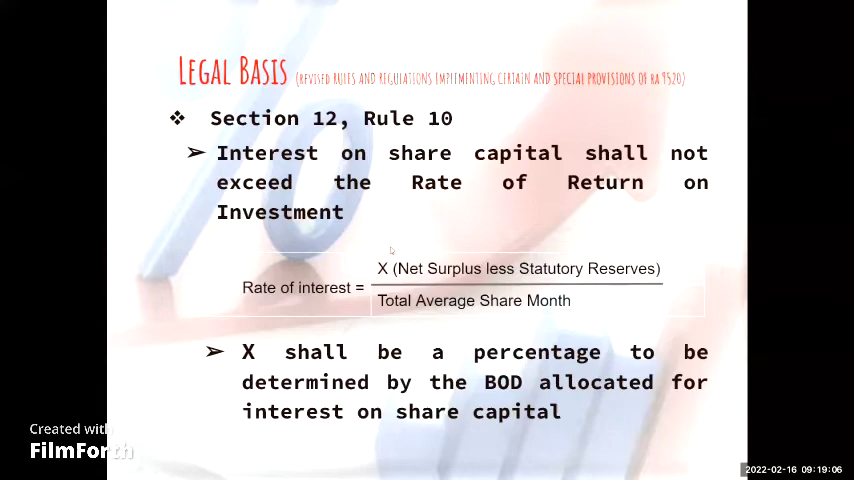 LEGAL BASIS (REVISED RULES AND REGULATIONS IMPLEMENTING CERTAIN AND SPECIAL PROVISIONS OF RA 9520)
❖ Section 12, Rule 10
➢ Interest on share capital shall not
exceed the Rate of Return on
Investment
X (Net Surplus less Statutory Reserves)
Rate of interest =
Total Average Share Month
➢ X shall be a percentage to be
determined by the BOD allocated for
interest on share capital
Created with
FilmForth
2022-02-16 09:19:06